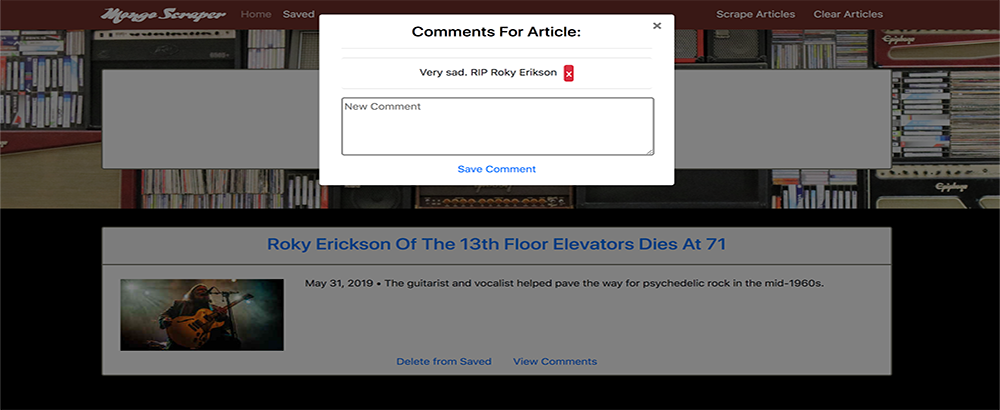 Mongo Scraper Home Saved Scrape Articles Clear Articles
×
Comments For Article:
Very sad. RIP Roky Erikson ×
New Comment
Save Comment
Epiphone
Epiphone
Roky Erickson Of The 13th Floor Elevators Dies At 71
May 31, 2019 • The guitarist and vocalist helped pave the way for psychedelic rock in the mid-1960s.
Delete from Saved View Comments